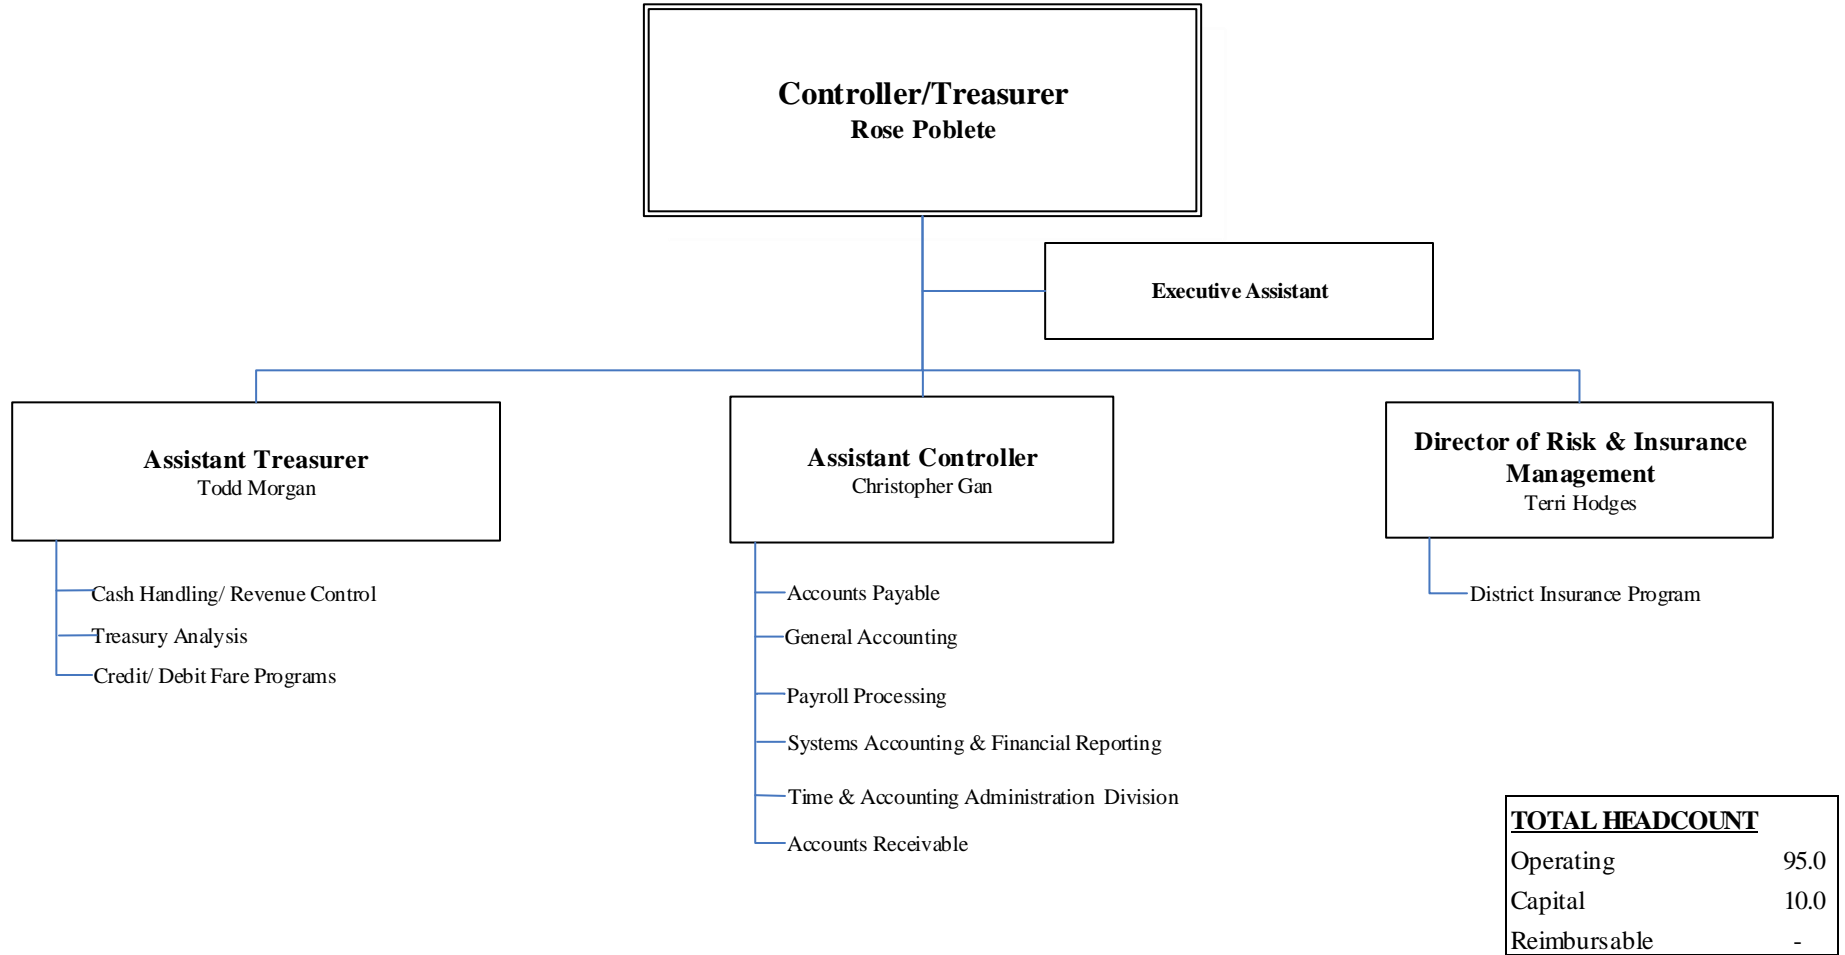 Controller/Treasurer
Rose Poblete
Executive Assistant
Assistant Treasurer
Todd Morgan
Cash Handling/ Revenue Control
Treasury Analysis
Credit/ Debit Fare Programs
Assistant Controller
Christopher Gan
Accounts Payable
General Accounting
Payroll Processing
Systems Accounting & Financial Reporting
Time & Accounting Administration Division
Accounts Receivable
Director of Risk & Insurance
Management
Terri Hodges
District Insurance Program
TOTAL HEADCOUNT
Operating 95.0
Capital 10.0
Reimbursable -